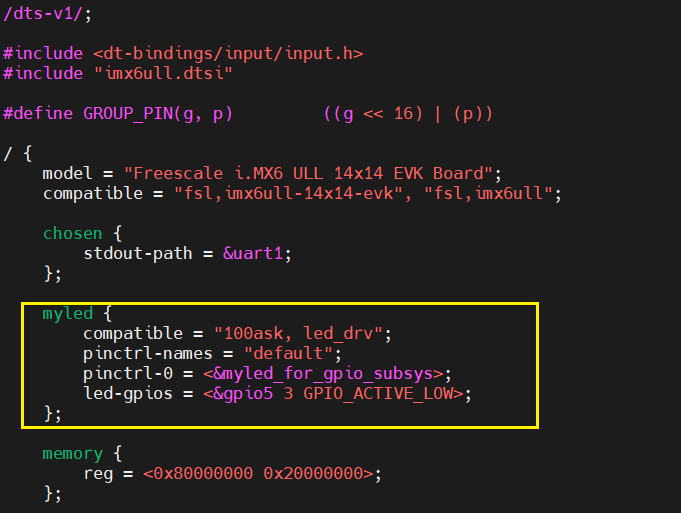 /dts-v1/;
#include <dt-bindings/input/input.h>
#include "imx6ull.dtsi"
#define GROUP_PIN(g, p)         ((g << 16) | (p))
/ {
    model = "Freescale i.MX6 ULL 14x14 EVK Board";
    compatible = "fsl,imx6ull-14x14-evk", "fsl,imx6ull";
    chosen {
        stdout-path = &uart1;
    };
    myled {
        compatible = "100ask, led_drv";
        pinctrl-names = "default";
        pinctrl-0 = <&myled_for_gpio_subsys>;
        led-gpios = <&gpio5 3 GPIO_ACTIVE_LOW>;
    };
    memory {
        reg = <0x80000000 0x20000000>;
    };